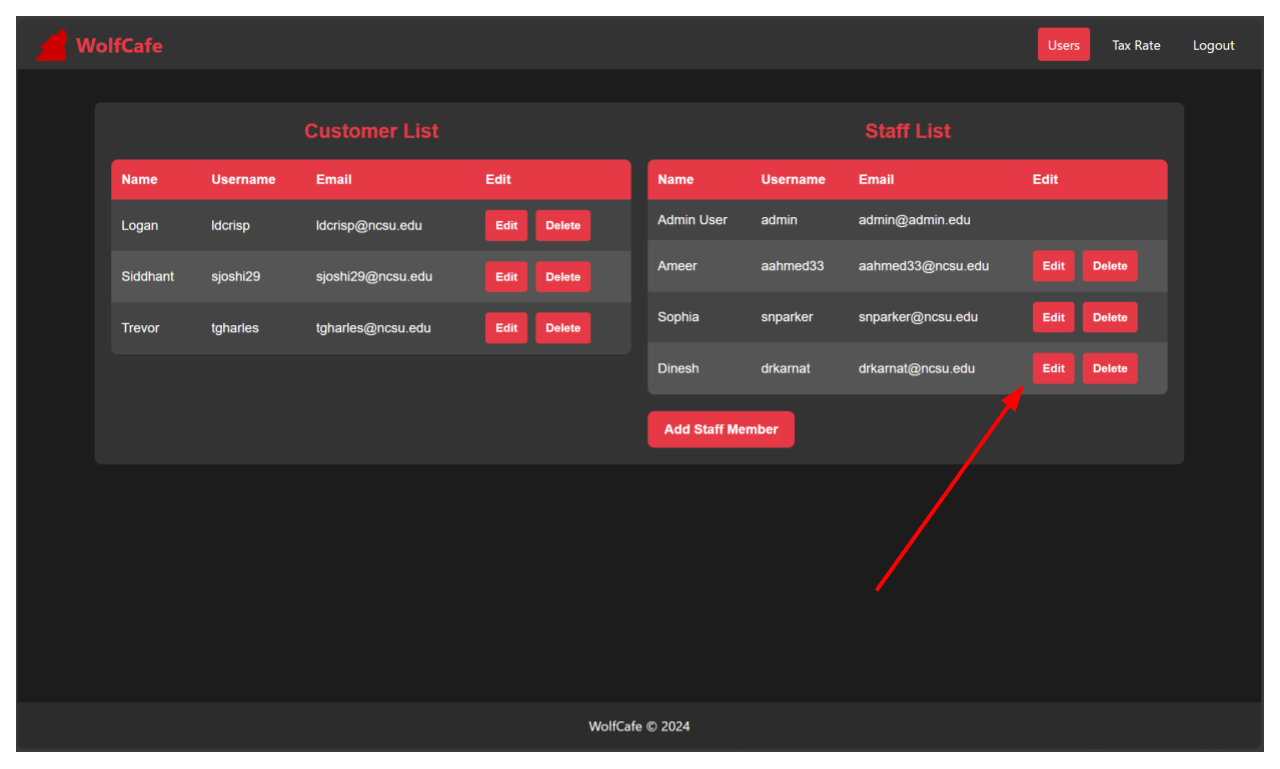 WolfCafe
Users Tax Rate Logout
Customer List
Name Username Email Edit
Logan ldcrisp ldcrisp@ncsu.edu Edit Delete
Siddhant sjoshi29 sjoshi29@ncsu.edu Edit Delete
Trevor tgharles tgharles@ncsu.edu Edit Delete
Staff List
Name Username Email Edit
Admin User admin admin@admin.edu
Ameer aahmed33 aahmed33@ncsu.edu Edit Delete
Sophia snparker snparker@ncsu.edu Edit Delete
Dinesh drkarnat drkarnat@ncsu.edu Edit Delete
Add Staff Member
WolfCafe © 2024